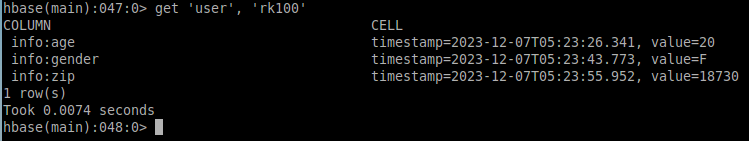 hbase(main):047:0> get 'user', 'rk100'
COLUMN CELL
info:age timestamp=2023-12-07T05:23:26.341, value=20
info:gender timestamp=2023-12-07T05:23:43.773, value=F
info:zip timestamp=2023-12-07T05:23:55.952, value=18730
1 row(s)
Took 0.0074 seconds
hbase(main):048:0>